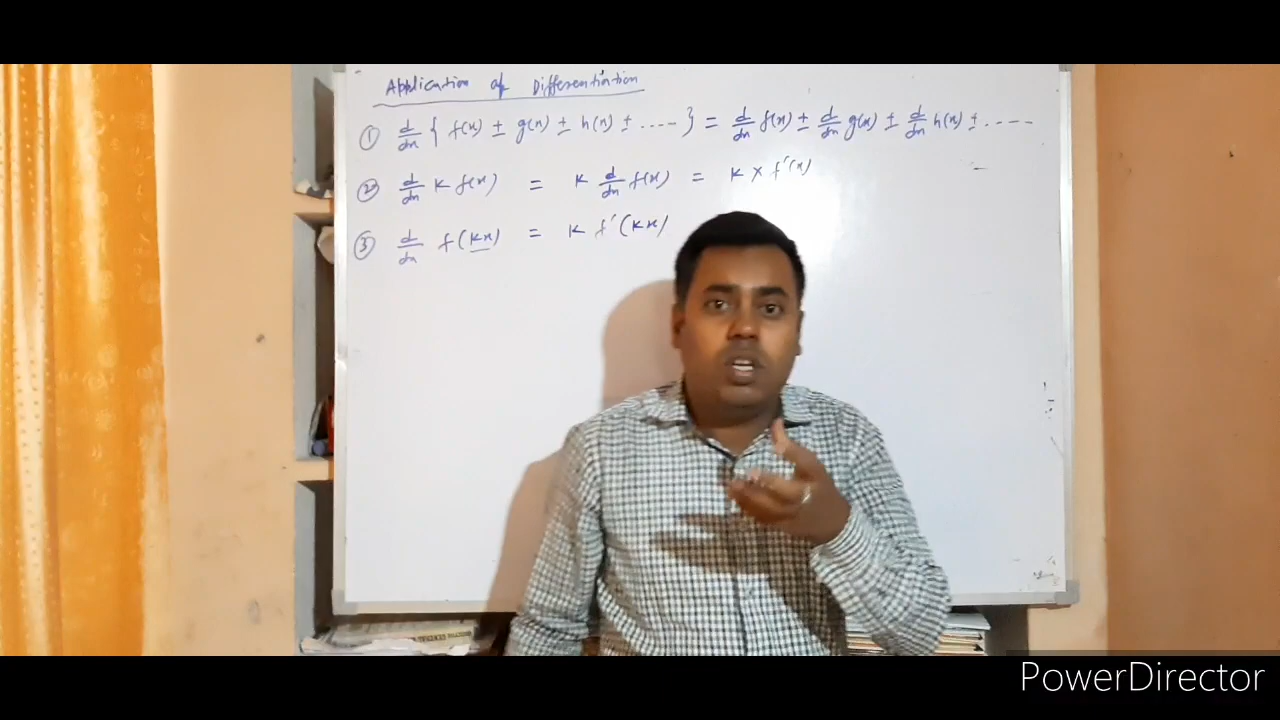 Application of Differentiation
① d/dx { f(x) ± g(x) ± h(x) ± ..... } = d/dx f(x) ± d/dx g(x) ± d/dx h(x) ± .....
② d/dx K f(x) = K d/dx f(x) = K × f'(x)
③ d/dx f(Kx) = K f'(Kx)
PowerDirector